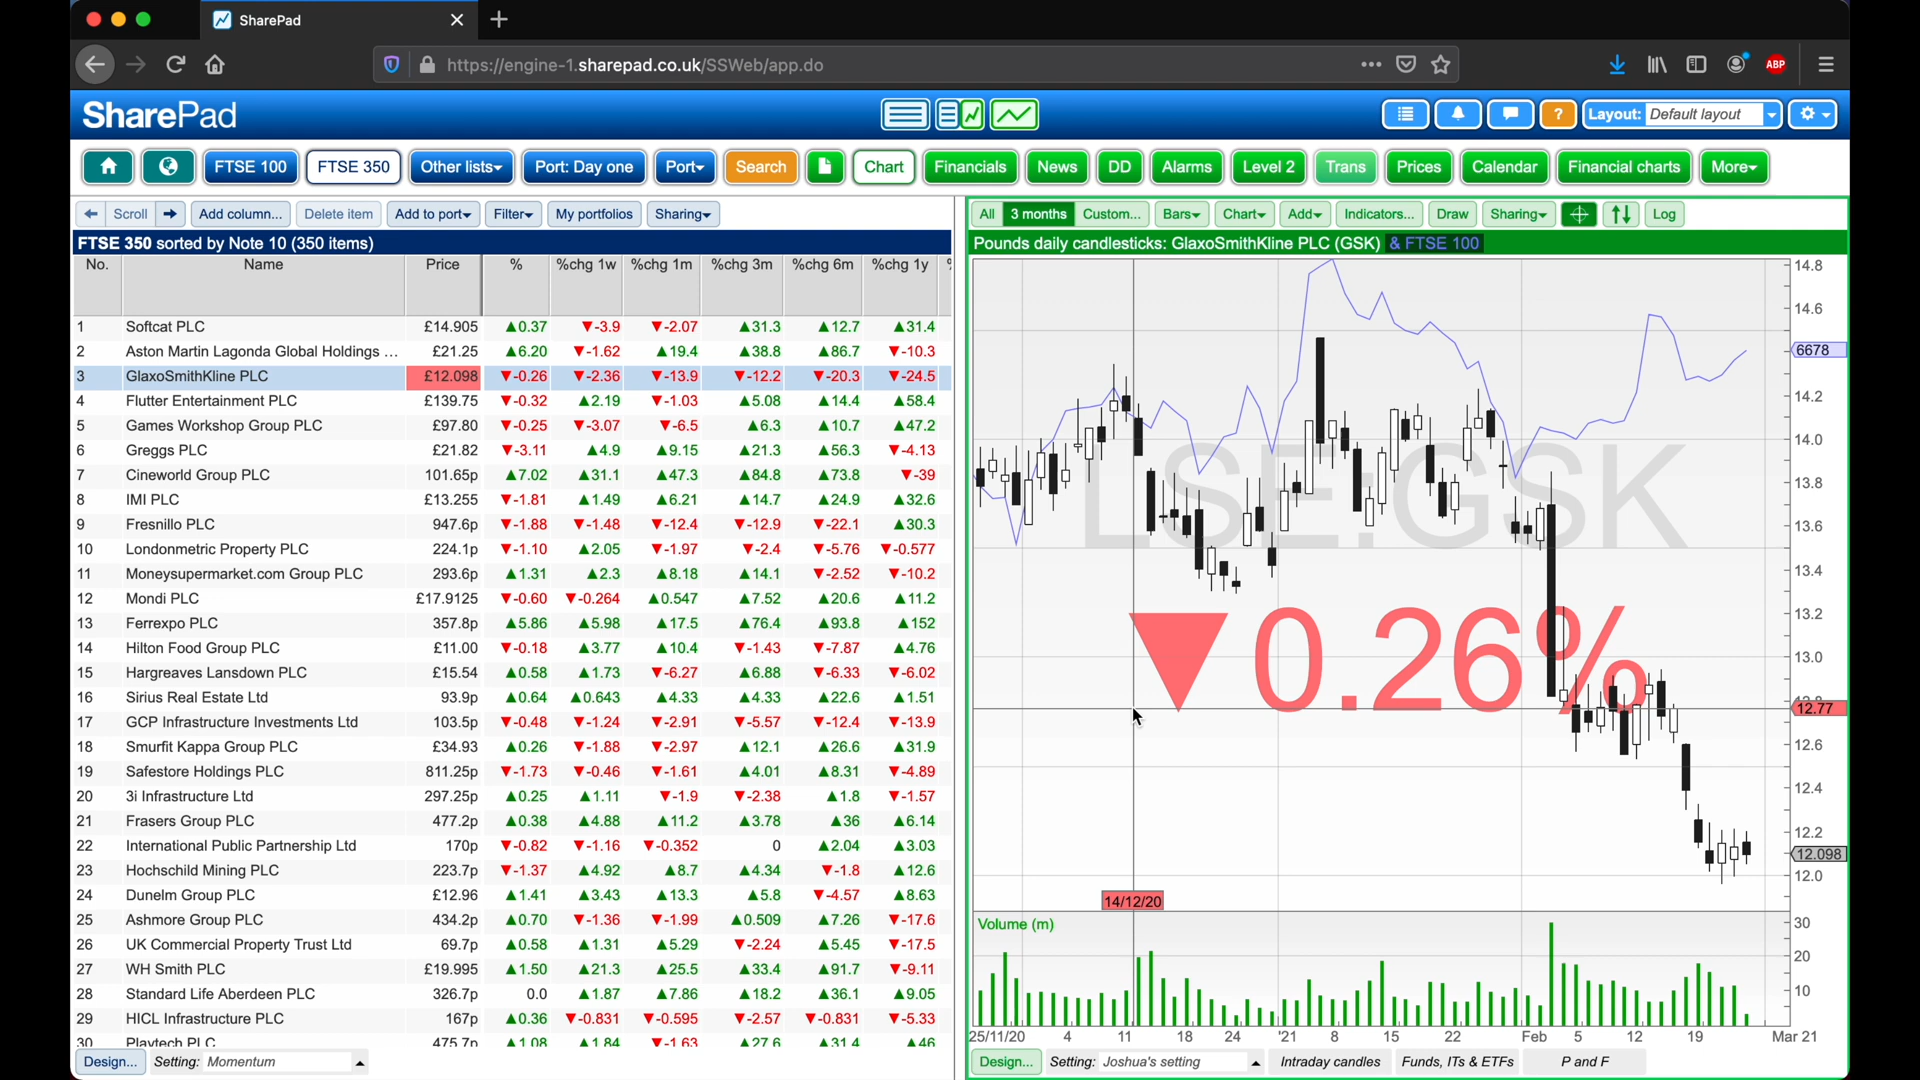 SharePad
https://engine-1.sharepad.co.uk/SSWeb/app.do
ABP
SharePad
? Layout: Default layout
FTSE 100 FTSE 350 Other lists Port: Day one Port Search Chart Financials News DD Alarms Level 2 Trans Prices Calendar Financial charts More
Scroll Add column... Delete item Add to port Filter My portfolios Sharing
FTSE 350 sorted by Note 10 (350 items)
No. Name Price % %chg 1w %chg 1m %chg 3m %chg 6m %chg 1y
1 Softcat PLC £14.905 ▲0.37 ▼-3.9 ▼-2.07 ▲31.3 ▲12.7 ▲31.4
2 Aston Martin Lagonda Global Holdings ... £21.25 ▲6.20 ▼-1.62 ▲19.4 ▲38.8 ▲86.7 ▼-10.3
3 GlaxoSmithKline PLC £12.098 ▼-0.26 ▼-2.36 ▼-13.9 ▼-12.2 ▼-20.3 ▼-24.5
4 Flutter Entertainment PLC £139.75 ▼-0.32 ▲2.19 ▼-1.03 ▲5.08 ▲14.4 ▲58.4
5 Games Workshop Group PLC £97.80 ▼-0.25 ▼-3.07 ▼-6.5 ▲6.3 ▲10.7 ▲47.2
6 Greggs PLC £21.82 ▼-3.11 ▲4.9 ▲9.15 ▲21.3 ▲56.3 ▼-4.13
7 Cineworld Group PLC 101.65p ▲7.02 ▲31.1 ▲47.3 ▲84.8 ▲73.8 ▼-39
8 IMI PLC £13.255 ▼-1.81 ▲1.49 ▲6.21 ▲14.7 ▲24.9 ▲32.6
9 Fresnillo PLC 947.6p ▼-1.88 ▼-1.48 ▼-12.4 ▼-12.9 ▼-22.1 ▲30.3
10 Londonmetric Property PLC 224.1p ▼-1.10 ▲2.05 ▼-1.97 ▼-2.4 ▼-5.76 ▼-0.577
11 Moneysupermarket.com Group PLC 293.6p ▲1.31 ▲2.3 ▲8.18 ▲14.1 ▼-2.52 ▼-10.2
12 Mondi PLC £17.9125 ▼-0.60 ▼-0.264 ▲0.547 ▲7.52 ▲20.6 ▲11.2
13 Ferrexpo PLC 357.8p ▲5.86 ▲5.98 ▲17.5 ▲76.4 ▲93.8 ▲152
14 Hilton Food Group PLC £11.00 ▼-0.18 ▲3.77 ▲10.4 ▼-1.43 ▼-7.87 ▲4.76
15 Hargreaves Lansdown PLC £15.54 ▲0.58 ▲1.73 ▼-6.27 ▲6.88 ▼-6.33 ▼-6.02
16 Sirius Real Estate Ltd 93.9p ▲0.64 ▲0.643 ▲4.33 ▲4.33 ▲22.6 ▲1.51
17 GCP Infrastructure Investments Ltd 103.5p ▼-0.48 ▼-1.24 ▼-2.91 ▼-5.57 ▼-12.4 ▼-13.9
18 Smurfit Kappa Group PLC £34.93 ▲0.26 ▼-1.88 ▼-2.97 ▲12.1 ▲26.6 ▲31.9
19 Safestore Holdings PLC 811.25p ▼-1.73 ▼-0.46 ▼-1.61 ▲4.01 ▲8.31 ▼-4.89
20 3i Infrastructure Ltd 297.25p ▲0.25 ▲1.11 ▼-1.9 ▼-2.38 ▲1.8 ▼-1.57
21 Frasers Group PLC 477.2p ▲0.38 ▲4.88 ▲11.2 ▲3.78 ▲36 ▲6.14
22 International Public Partnership Ltd 170p ▼-0.82 ▼-1.16 ▼-0.352 0 ▲2.04 ▲3.03
23 Hochschild Mining PLC 223.7p ▼-1.37 ▲4.92 ▲8.7 ▲4.34 ▼-1.8 ▲12.6
24 Dunelm Group PLC £12.96 ▲1.41 ▲3.43 ▲13.3 ▲5.8 ▼-4.57 ▲8.63
25 Ashmore Group PLC 434.2p ▲0.70 ▼-1.36 ▼-1.99 ▲0.509 ▲7.26 ▼-17.6
26 UK Commercial Property Trust Ltd 69.7p ▲0.58 ▲1.31 ▲5.29 ▼-2.24 ▲5.45 ▼-17.5
27 WH Smith PLC £19.995 ▲1.50 ▲21.3 ▲25.5 ▲33.4 ▲91.7 ▼-9.11
28 Standard Life Aberdeen PLC 326.7p 0.0 ▲1.87 ▲7.86 ▲18.2 ▲36.1 ▲9.05
29 HICL Infrastructure PLC 167p ▲0.36 ▼-0.831 ▼-0.595 ▼-2.57 ▼-0.831 ▼-5.33
30 Playtech PLC 475.7p ▲1.08 ▲1.84 ▼-1.63 ▲27.6 ▲31.4 ▲46
Design... Setting: Momentum
All 3 months Custom... Bars Chart Add Indicators... Draw Sharing Log
Pounds daily candlesticks: GlaxoSmithKline PLC (GSK) & FTSE 100
LSE:GSK
▼0.26%
14.8
14.6
6678
14.2
14.0
13.8
13.6
13.4
13.2
13.0
12.77
12.6
12.4
12.2
12.098
12.0
14/12/20
Volume (m)
30
20
10
25/11/20 4 11 18 24 '21 8 15 22 Feb 5 12 19 Mar 21
Design... Setting: Joshua's setting Intraday candles Funds, ITs & ETFs P and F